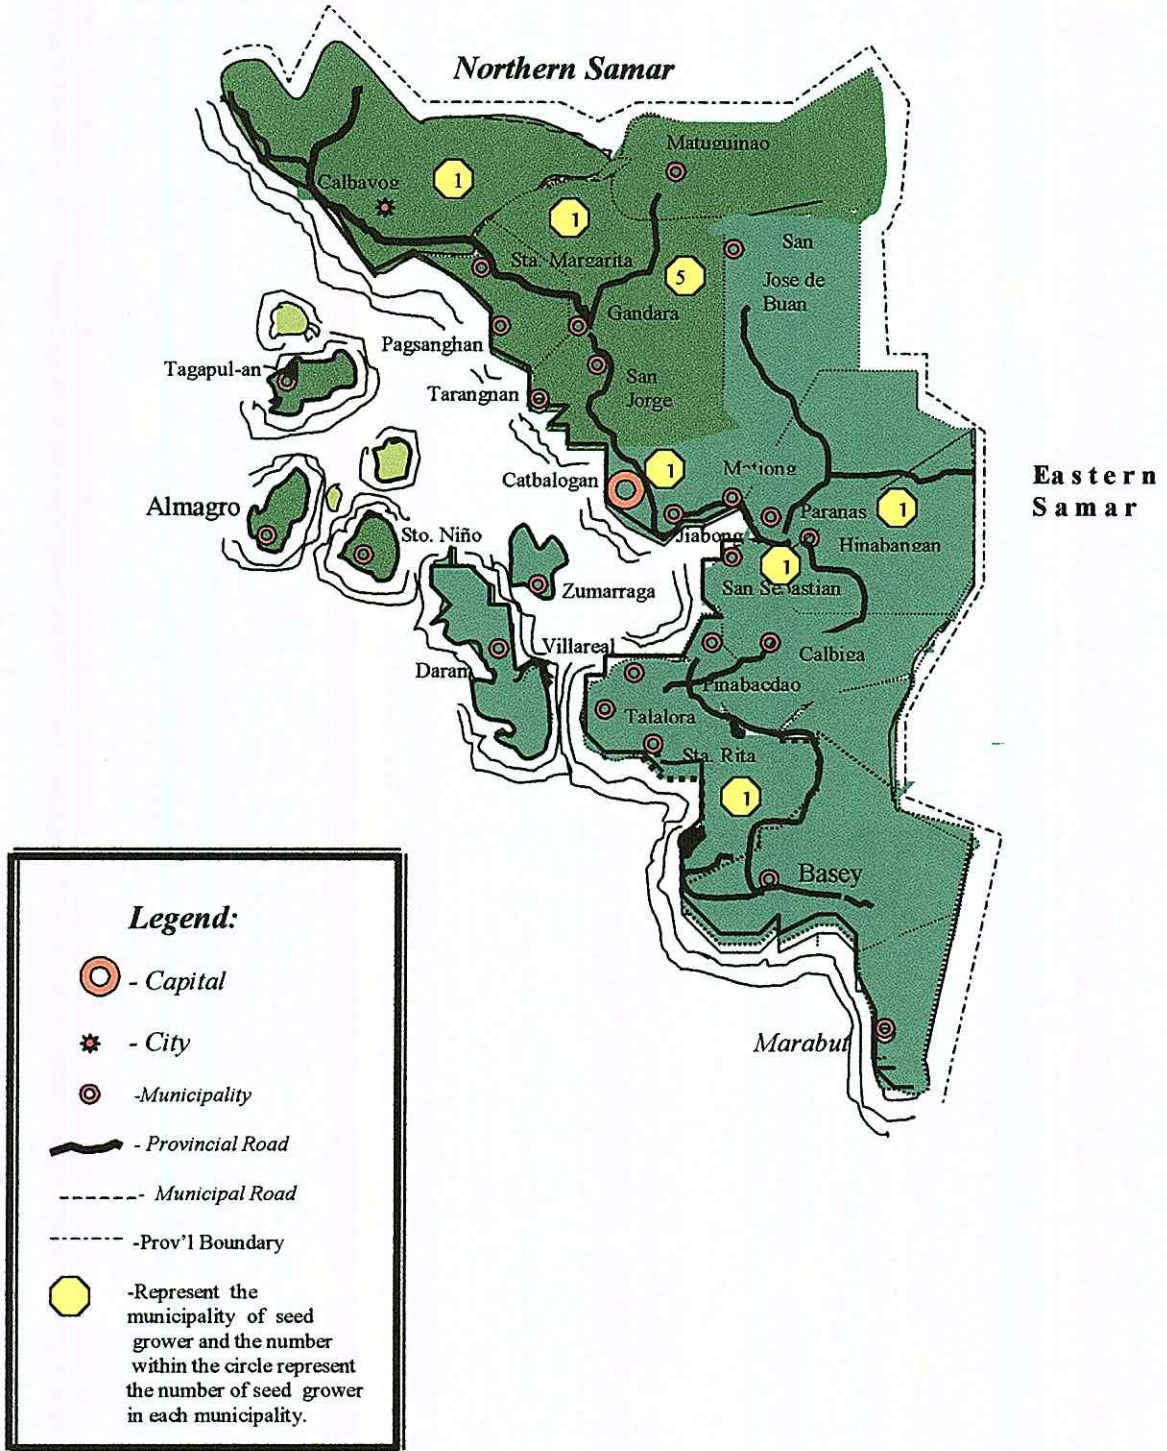 Northern Samar
Matuguinao
1
Calbayog
1
San
Sta. Margarita
5
Jose de
Buan
Gandara
Pagsanghan
Tagapul-an
San
Jorge
Tarangnan
1
Catbalogan
Eastern
Samar
Almagro
1
Paranas
Sto. Niño
Jiabong
Hinabangan
1
Zumarraga
San Sebastian
Villareal
Calbiga
Daram
Pinabacdao
Talalora
Sta. Rita
1
Basey
Marabut
Legend:
- Capital
- City
-Municipality
- Provincial Road
- Municipal Road
-Prov'l Boundary
-Represent the
municipality of seed
grower and the number
within the circle represent
the number of seed grower
in each municipality.